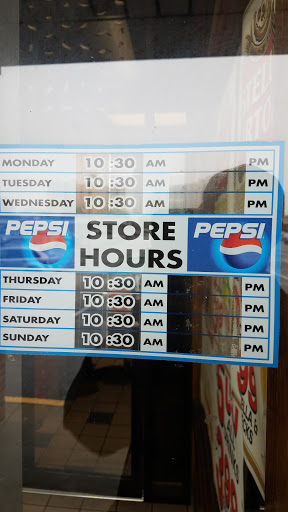 MONDAY 10:30 AM PM
TUESDAY 10:30 AM PM
WEDNESDAY 10:30 AM PM
PEPSI STORE HOURS PEPSI
THURSDAY 10:30 AM PM
FRIDAY 10:30 AM PM
SATURDAY 10:30 AM PM
SUNDAY 10:30 AM PM